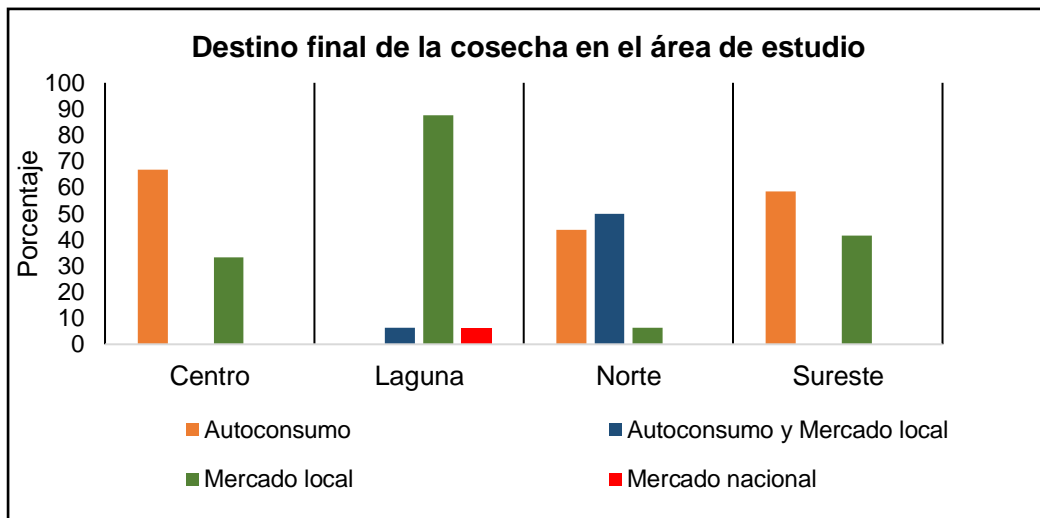 Destino final de la cosecha en el área de estudio
Porcentaje
100
90
80
70
60
50
40
30
20
10
0
Centro Laguna Norte Sureste
Autoconsumo Autoconsumo y Mercado local
Mercado local Mercado nacional